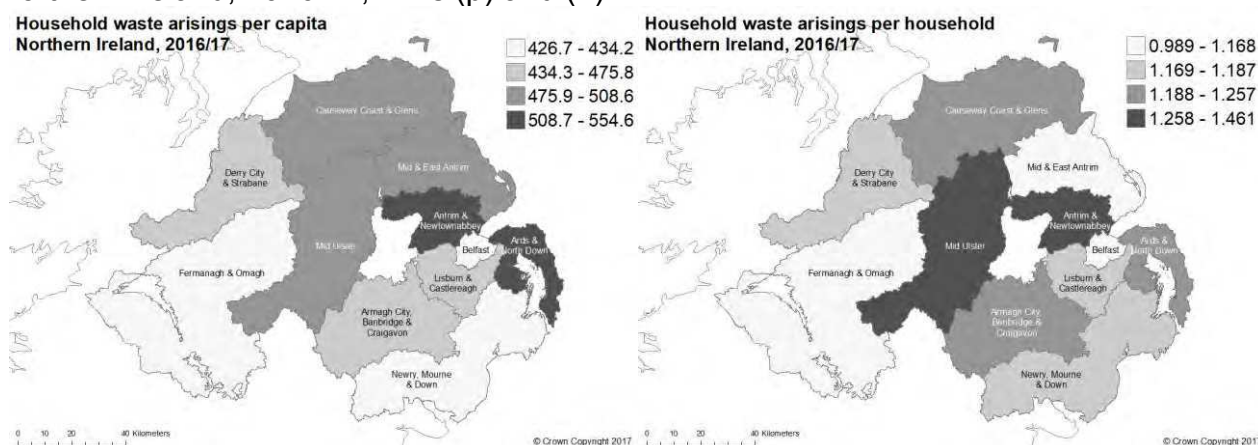 Household waste arisings per capita
Northern Ireland, 2016/17
426.7 - 434.2
434.3 - 475.8
475.9 - 508.6
508.7 - 554.6
Causeway Coast & Glens
Derry City
& Strabane
Mid & East Antrim
Antrim &
Newtownabbey
Mid Ulster
Belfast
Ards &
North Down
Fermanagh & Omagh
Lisburn &
Castlereagh
Armagh City,
Banbridge &
Craigavon
Newry, Mourne
& Down
0 10 20 40 Kilometers
© Crown Copyright 2017
Household waste arisings per household
Northern Ireland, 2016/17
0.989 - 1.168
1.169 - 1.187
1.188 - 1.257
1.258 - 1.461
Causeway Coast & Glens
Derry City
& Strabane
Mid & East Antrim
Antrim &
Newtownabbey
Mid Ulster
Belfast
Ards &
North Down
Fermanagh & Omagh
Lisburn &
Castlereagh
Armagh City,
Banbridge &
Craigavon
Newry, Mourne
& Down
0 10 20 40 Kilometers
© Crown Copyright 2017